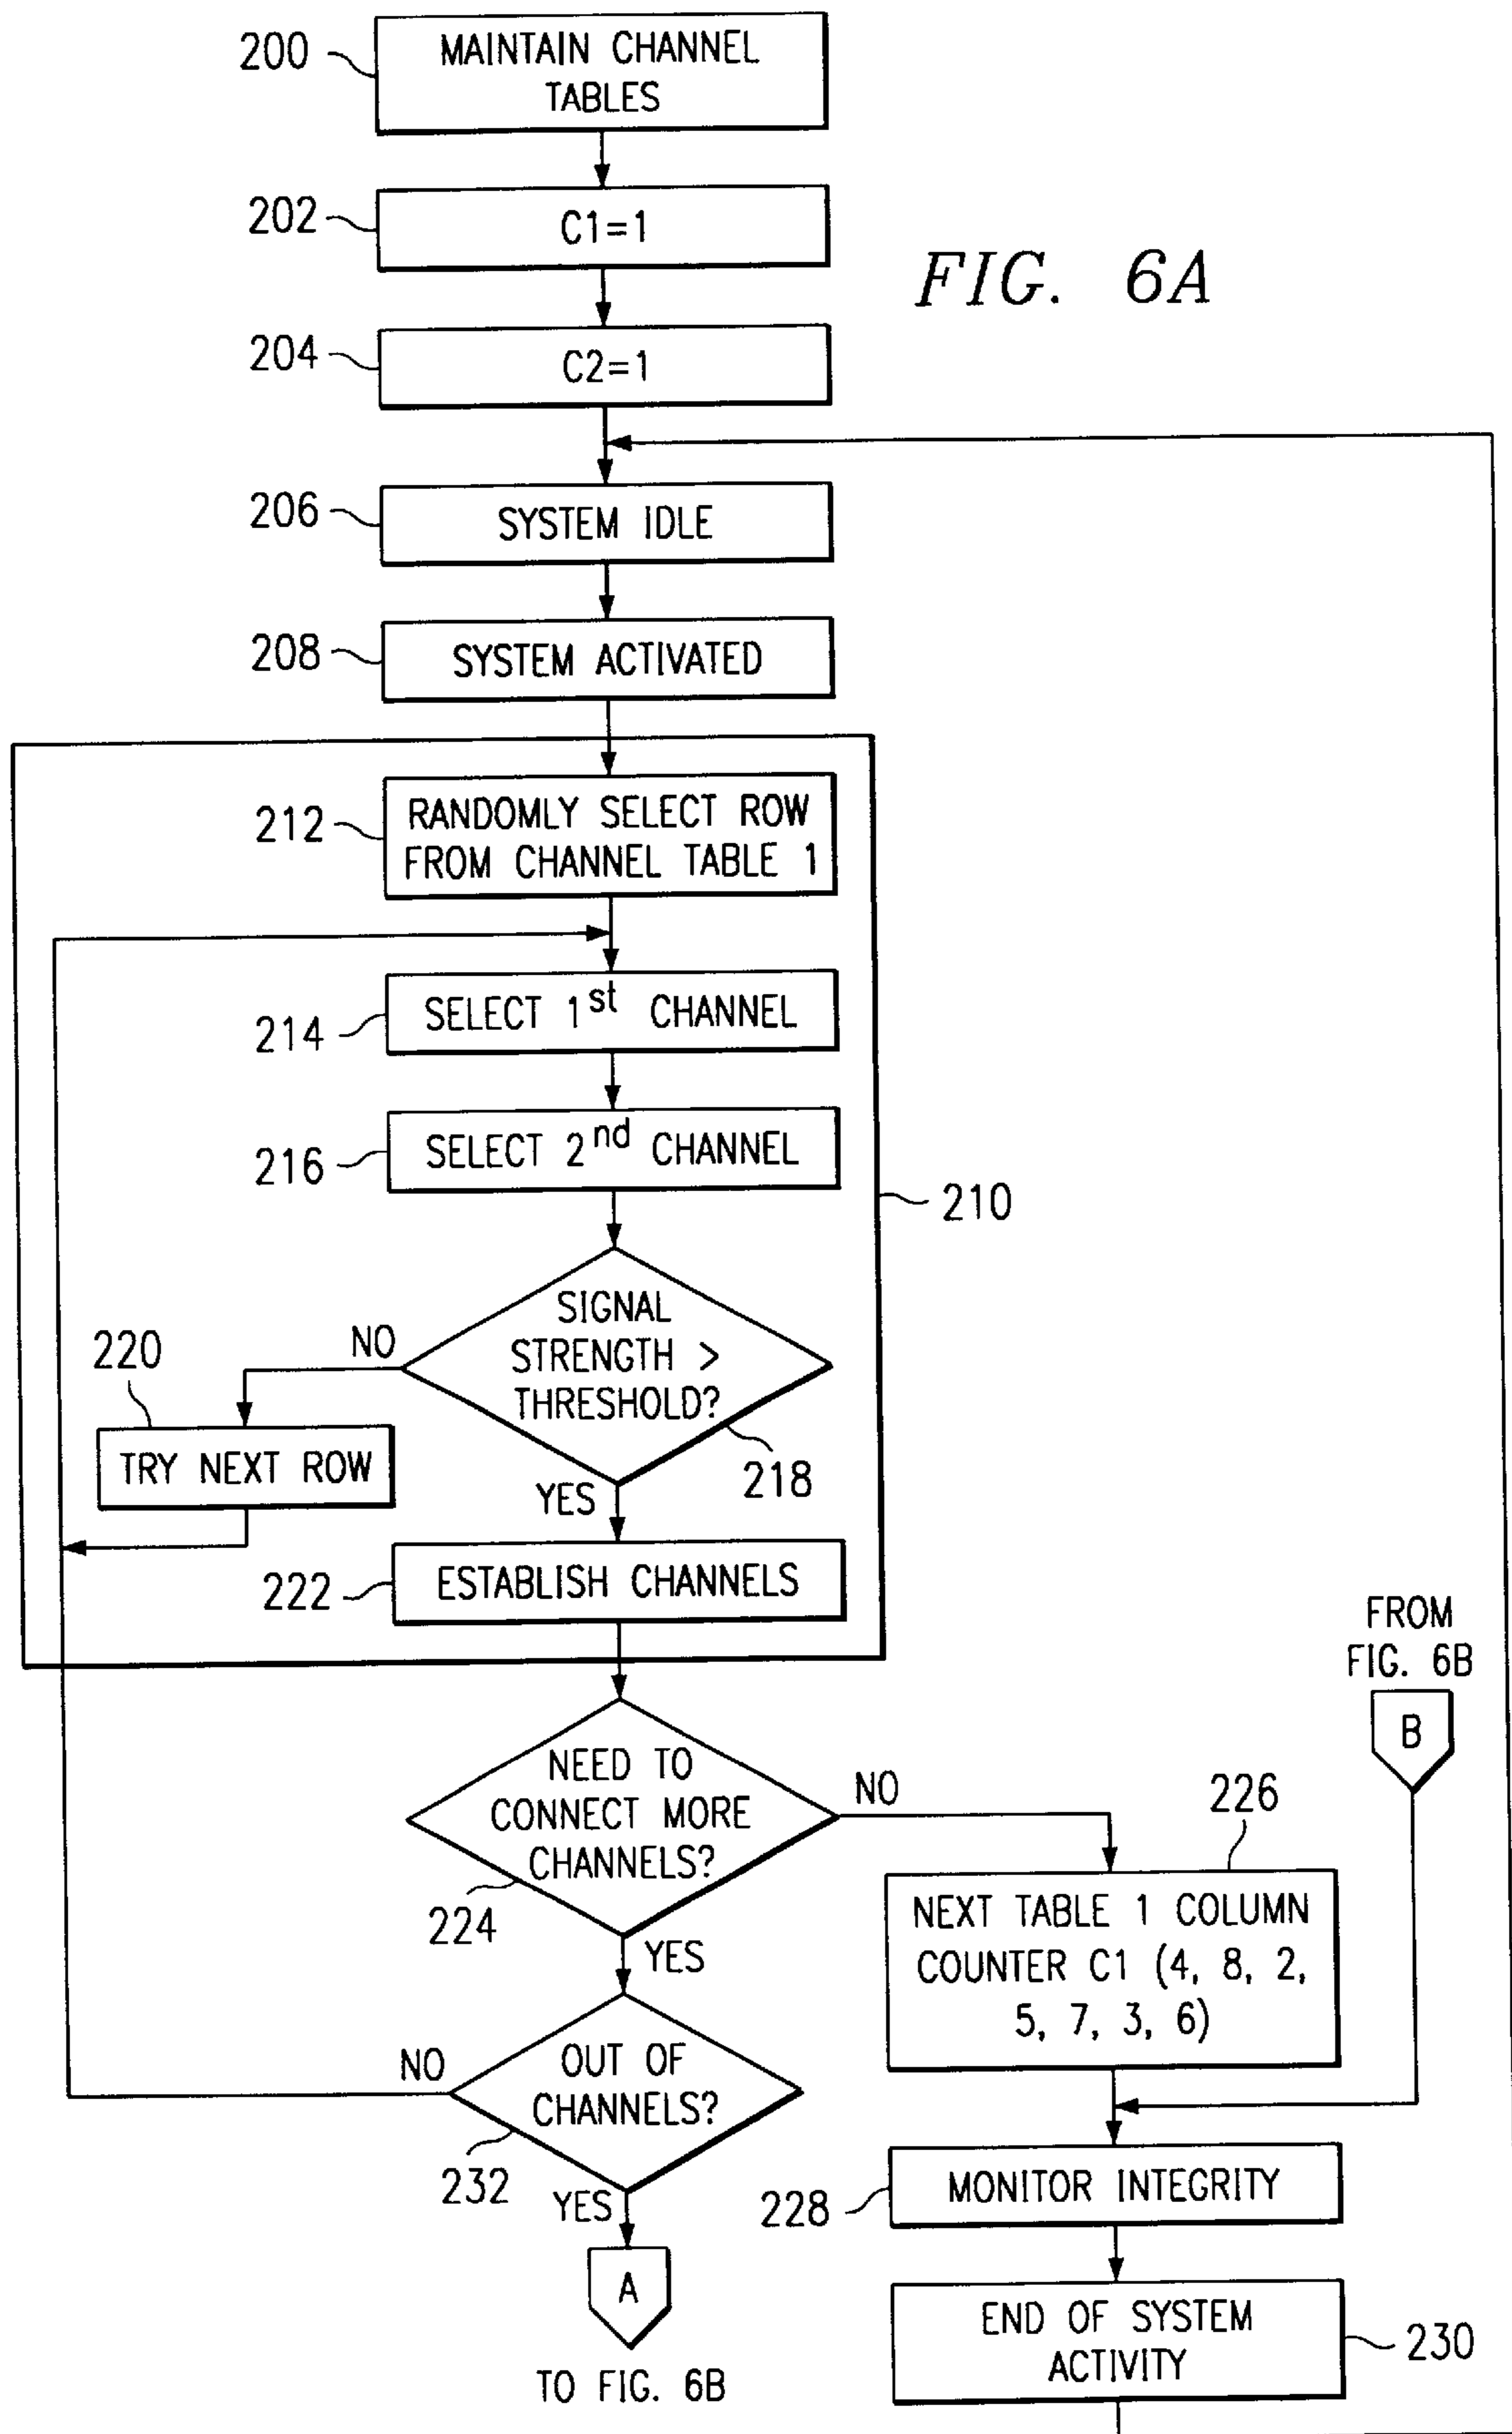 200
MAINTAIN CHANNEL
TABLES
202
C1=1
FIG. 6A
204
C2=1
206
SYSTEM IDLE
208
SYSTEM ACTIVATED
212
RANDOMLY SELECT ROW
FROM CHANNEL TABLE 1
214
SELECT 1st CHANNEL
216
SELECT 2nd CHANNEL
210
SIGNAL
STRENGTH >
THRESHOLD?
NO
220
TRY NEXT ROW
218
YES
222
ESTABLISH CHANNELS
FROM
FIG. 6B
B
NEED TO
CONNECT MORE
CHANNELS?
NO
224
226
NEXT TABLE 1 COLUMN
COUNTER C1 (4, 8, 2,
5, 7, 3, 6)
YES
NO
OUT OF
CHANNELS?
232
YES
228
MONITOR INTEGRITY
A
TO FIG. 6B
END OF SYSTEM
ACTIVITY
230